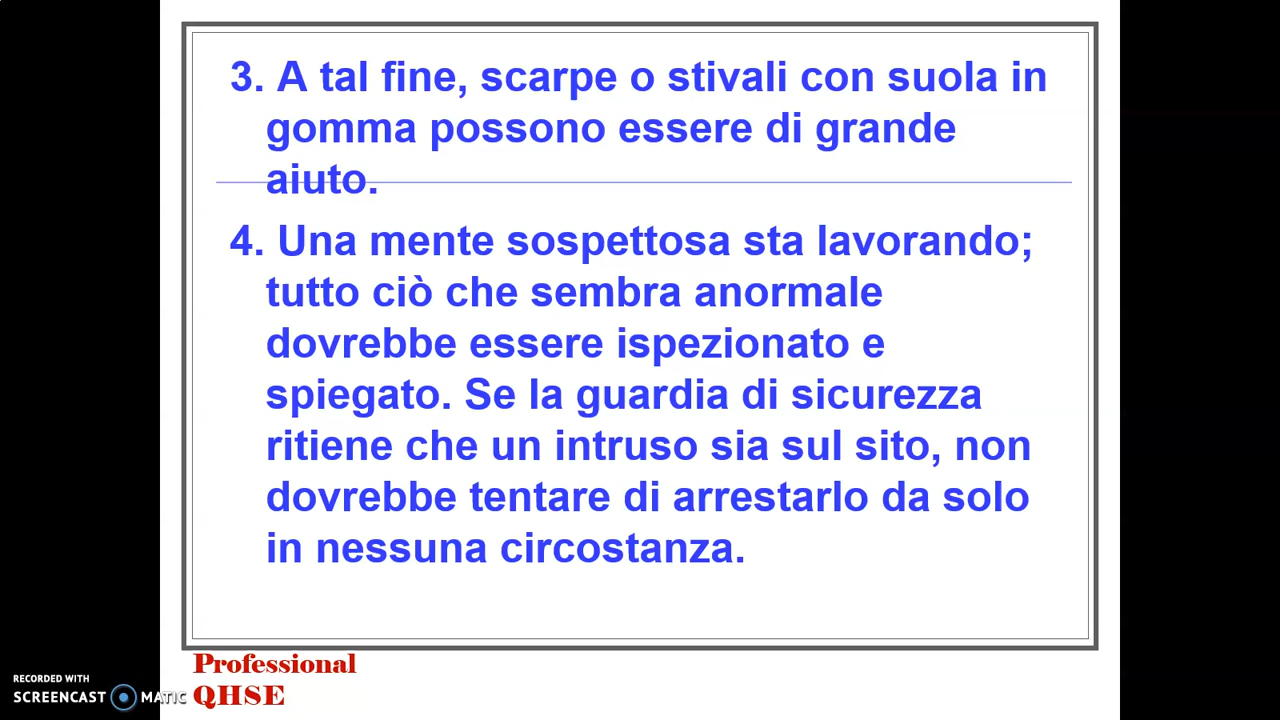 3. A tal fine, scarpe o stivali con suola in
gomma possono essere di grande
aiuto.
4. Una mente sospettosa sta lavorando;
tutto ciò che sembra anormale
dovrebbe essere ispezionato e
spiegato. Se la guardia di sicurezza
ritiene che un intruso sia sul sito, non
dovrebbe tentare di arrestarlo da solo
in nessuna circostanza.
Professional
QHSE
RECORDED WITH
SCREENCAST MATIC